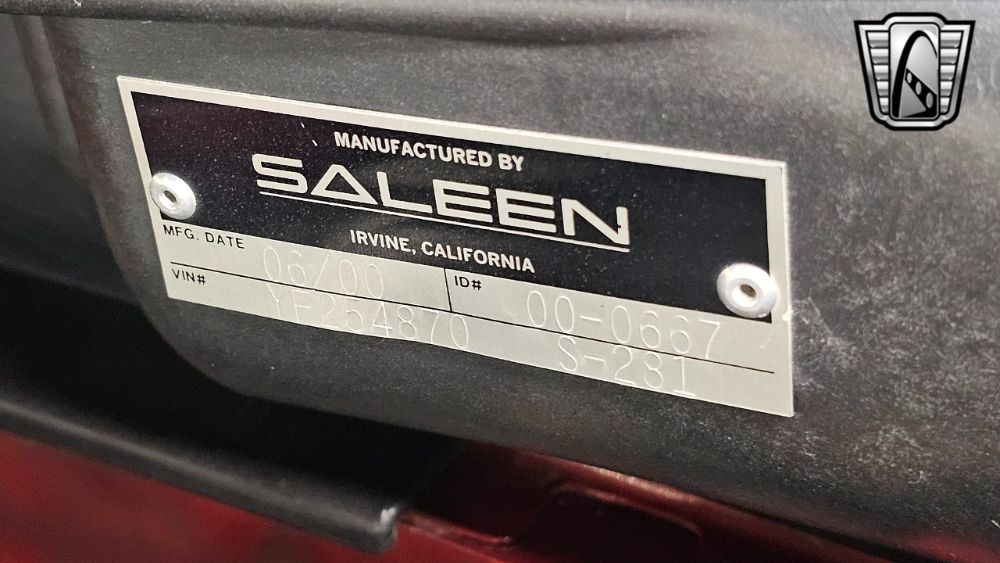 MANUFACTURED BY
SALEEN
IRVINE, CALIFORNIA
MFG. DATE 06/00 ID# 00-0667
VIN# YF254870 S-281